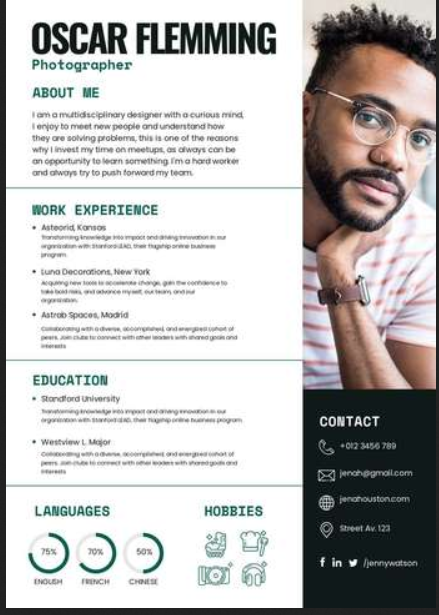 OSCAR FLEMMING
Photographer
ABOUT ME
I am a multidisciplinary designer with a curious mind,
I enjoy to meet new people and understand how
they are solving problems, this is one of the reasons
why I invest my time on meetups, as always can be
an opportunity to learn something. I'm a hard worker
and always try to push forward my team.
WORK EXPERIENCE
Asteorid, Kansas
Transforming knowledge into impact and driving innovation in our
organization with Stanford LEAD, their flagship online business
program
Luna Decorations, New York
Acquiring new tools to accelerate change, gain the confidence to
take bold risks, and advance myself, our team, and our
organization.
Astrab Spaces, Madrid
Collaborating with a diverse, accomplished, and energized cohort of
peers. Join clubs to connect with other leaders with shared goals and
interests
EDUCATION
Standford University
Transforming knowledge into impact and driving innovation in our
organization with Stanford LEAD, their flagship online business program
Westview L. Major
Collaborating with a diverse, accomplished, and energized cohort of
peers. Join clubs to connect with other leaders with shared goals and
interests
LANGUAGES
75%
70%
50%
ENGLISH
FRENCH
CHINESE
HOBBIES
CONTACT
+012 3456 789
jenah@gmail.com
jenahouston.com
Street Av. 123
/jennywatson